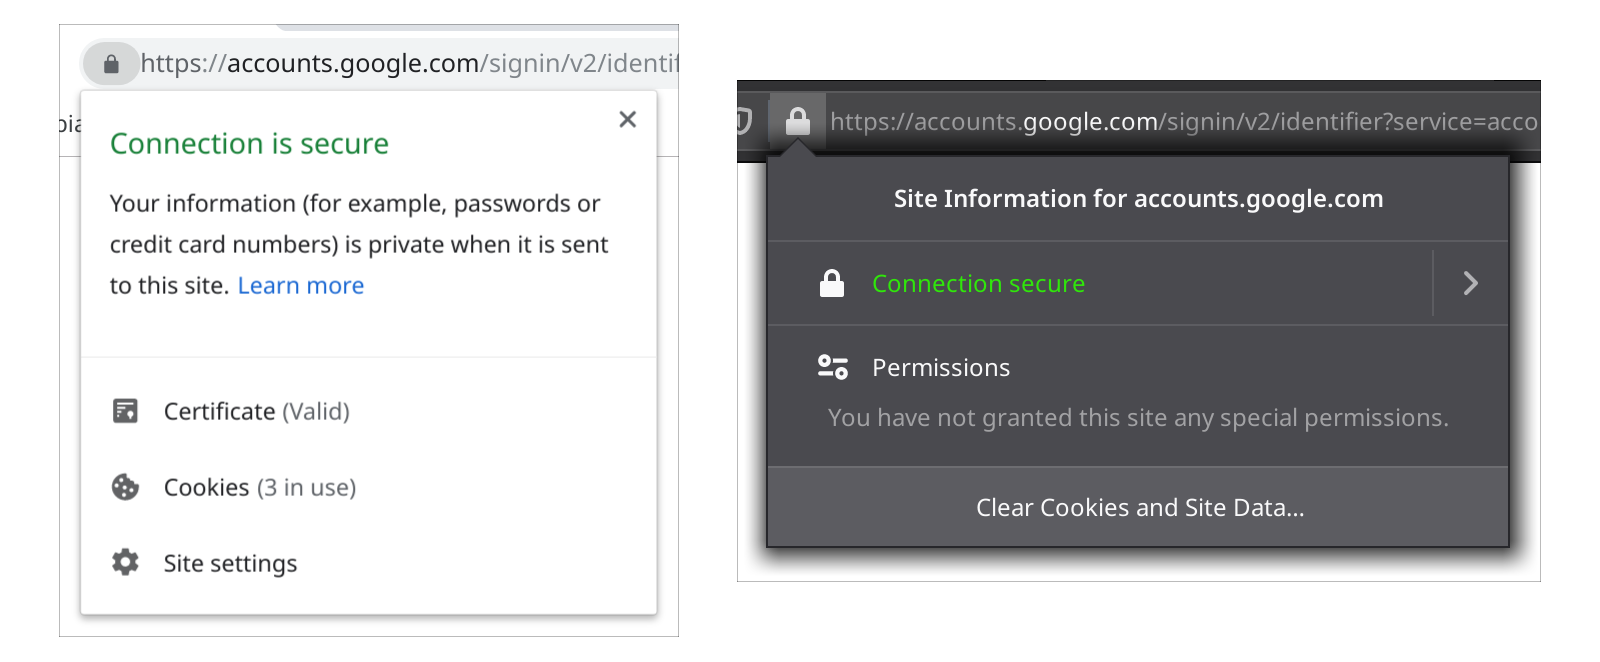 https://accounts.google.com/signin/v2/identif
Connection is secure
Your information (for example, passwords or
credit card numbers) is private when it is sent
to this site. Learn more
Certificate (Valid)
Cookies (3 in use)
Site settings
https://accounts.google.com/signin/v2/identifier?service=acco
Site Information for accounts.google.com
Connection secure
Permissions
You have not granted this site any special permissions.
Clear Cookies and Site Data...